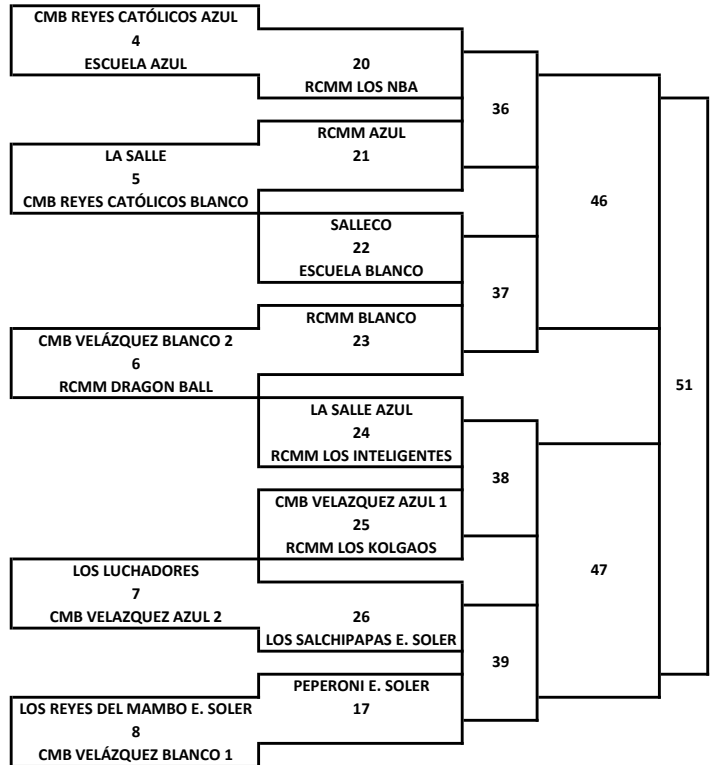 CMB REYES CATÓLICOS AZUL
4
ESCUELA AZUL
20
RCMM LOS NBA
36
RCMM AZUL
21
LA SALLE
5
CMB REYES CATÓLICOS BLANCO
46
SALLECO
22
ESCUELA BLANCO
37
RCMM BLANCO
23
CMB VELÁZQUEZ BLANCO 2
6
RCMM DRAGON BALL
51
LA SALLE AZUL
24
RCMM LOS INTELIGENTES
38
CMB VELAZQUEZ AZUL 1
25
RCMM LOS KOLGAOS
47
LOS LUCHADORES
7
CMB VELAZQUEZ AZUL 2
26
LOS SALCHIPAPAS E. SOLER
39
PEPERONI E. SOLER
17
LOS REYES DEL MAMBO E. SOLER
8
CMB VELÁZQUEZ BLANCO 1